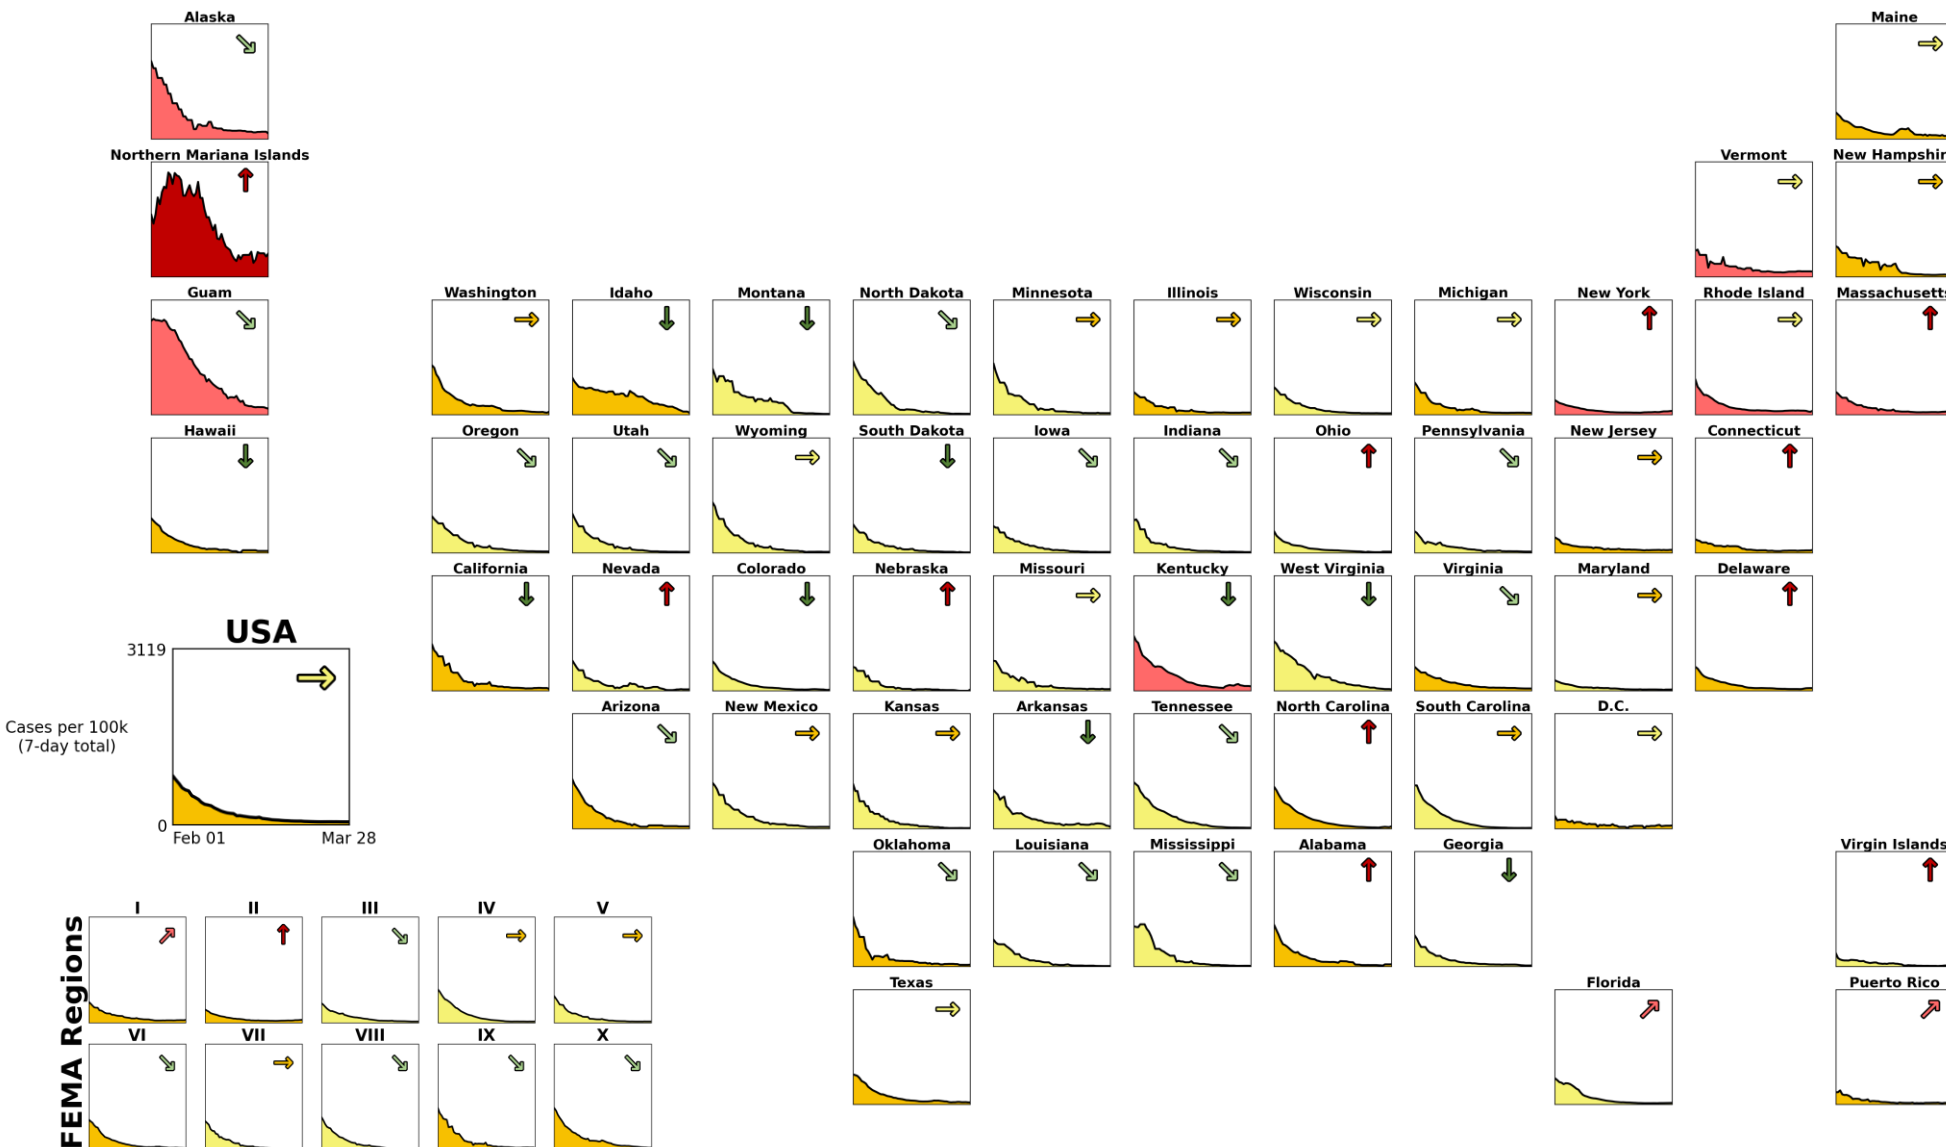 Alaska
Maine
Northern Mariana Islands
Vermont
New Hampshir
Guam
Washington
Idaho
Montana
North Dakota
Minnesota
Illinois
Wisconsin
Michigan
New York
Rhode Island
Massachusetts
Hawaii
Oregon
Utah
Wyoming
South Dakota
Iowa
Indiana
Ohio
Pennsylvania
New Jersey
Connecticut
California
Nevada
Colorado
Nebraska
Missouri
Kentucky
West Virginia
Virginia
Maryland
Delaware
USA
3119
Cases per 100k
(7-day total)
0
Feb 01
Mar 28
Arizona
New Mexico
Kansas
Arkansas
Tennessee
North Carolina
South Carolina
D.C.
Oklahoma
Louisiana
Mississippi
Alabama
Georgia
Virgin Islands
Texas
Florida
Puerto Rico
FEMA Regions
I
II
III
IV
V
VI
VII
VIII
IX
X